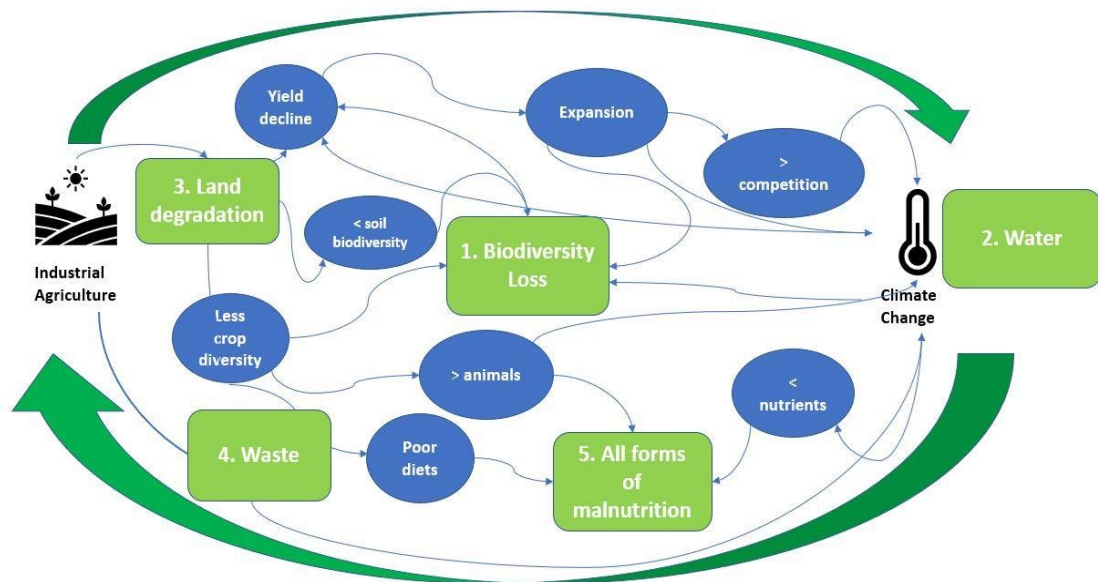 Yield
decline
Expansion
>
competition
3. Land
degradation
< soil
biodiversity
1. Biodiversity
Loss
2. Water
Industrial
Agriculture
Climate
Change
Less
crop
diversity
> animals
<
nutrients
4. Waste
Poor
diets
5. All forms
of
malnutrition